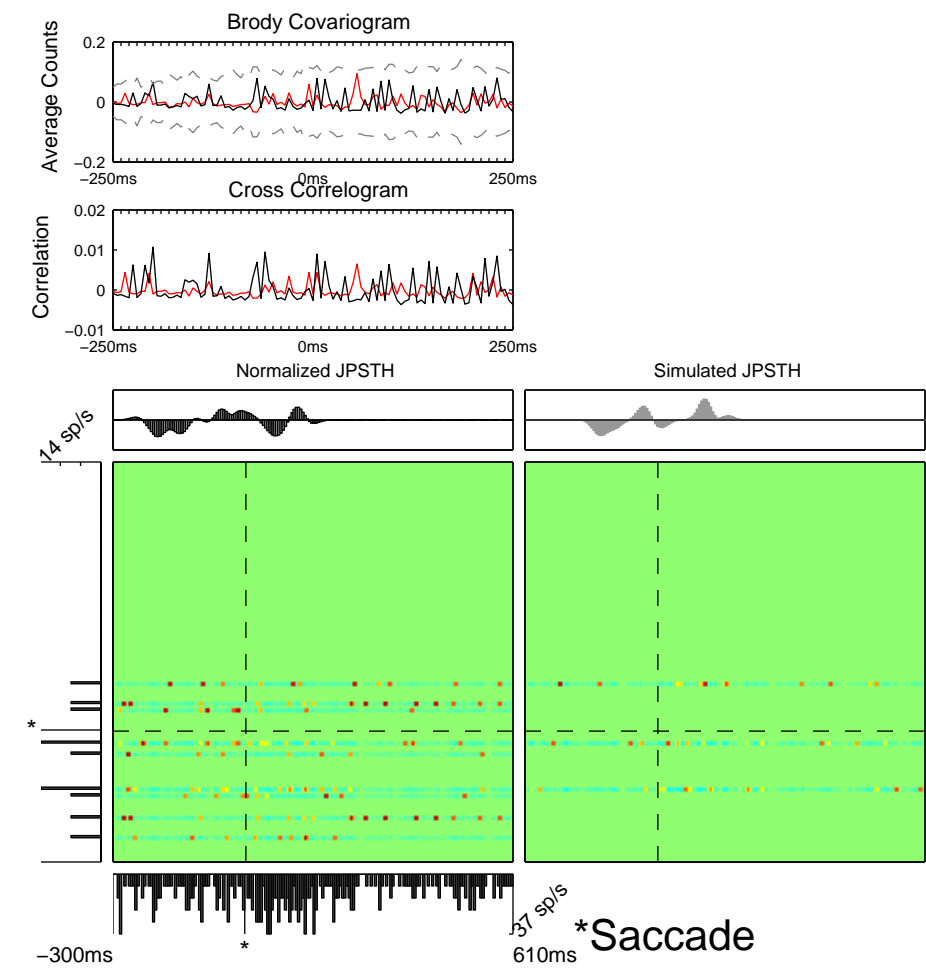 Brody Covariogram
Average Counts
0.2
0
−0.2
−250ms 0ms 250ms
Cross Correlogram
Correlation
0.02
0.01
0
−0.01
−250ms 0ms 250ms
Normalized JPSTH Simulated JPSTH
14 sp/s
*
37 sp/s
*
*Saccade
−300ms 610ms